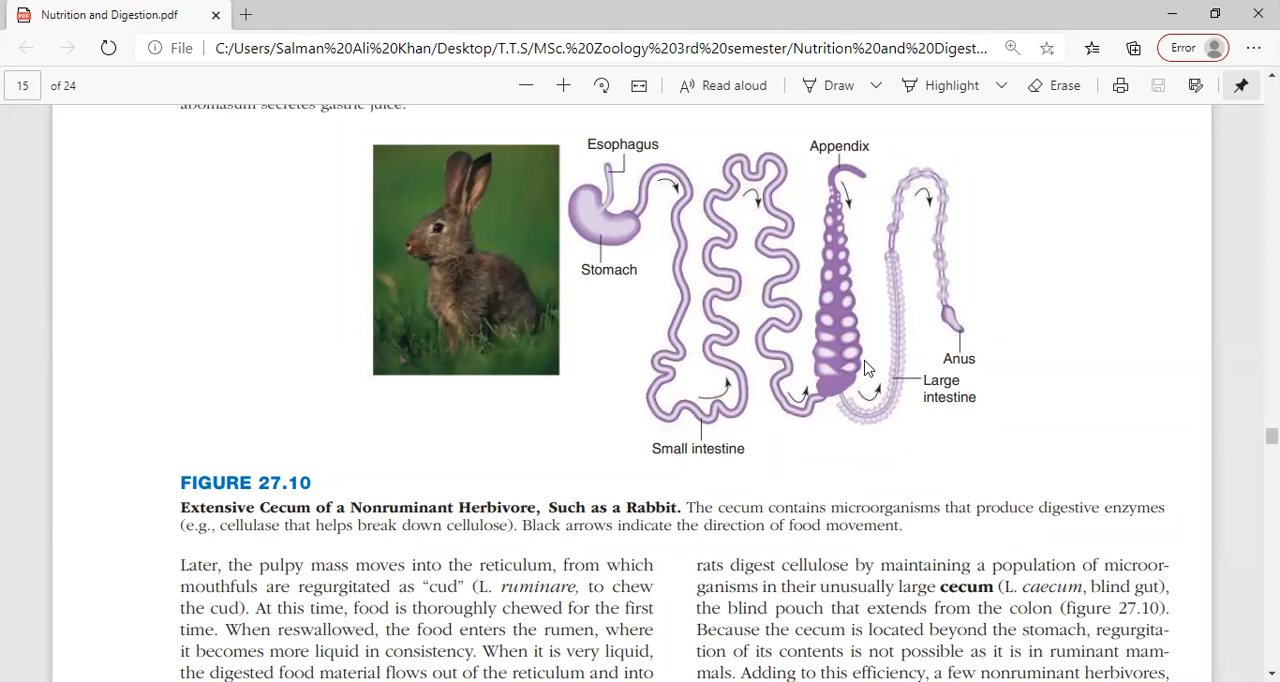 Nutrition and Digestion.pdf
File
C:/Users/Salman%20Ali%20Khan/Desktop/T.T.S/MSc.%20Zoology%203rd%20semester/Nutrition%20and%20Digest...
Error
15 of 24
Read aloud
Draw
Highlight
Erase
abomasum secretes gastric juice.
Esophagus
Appendix
Stomach
Anus
Large
intestine
Small intestine
FIGURE 27.10
Extensive Cecum of a Nonruminant Herbivore, Such as a Rabbit. The cecum contains microorganisms that produce digestive enzymes
(e.g., cellulase that helps break down cellulose). Black arrows indicate the direction of food movement.
Later, the pulpy mass moves into the reticulum, from which
mouthfuls are regurgitated as “cud” (L. ruminare, to chew
the cud). At this time, food is thoroughly chewed for the first
time. When reswallowed, the food enters the rumen, where
it becomes more liquid in consistency. When it is very liquid,
the digested food material flows out of the reticulum and into
rats digest cellulose by maintaining a population of microor-
ganisms in their unusually large cecum (L. caecum, blind gut),
the blind pouch that extends from the colon (figure 27.10).
Because the cecum is located beyond the stomach, regurgita-
tion of its contents is not possible as it is in ruminant mam-
mals. Adding to this efficiency, a few nonruminant herbivores,